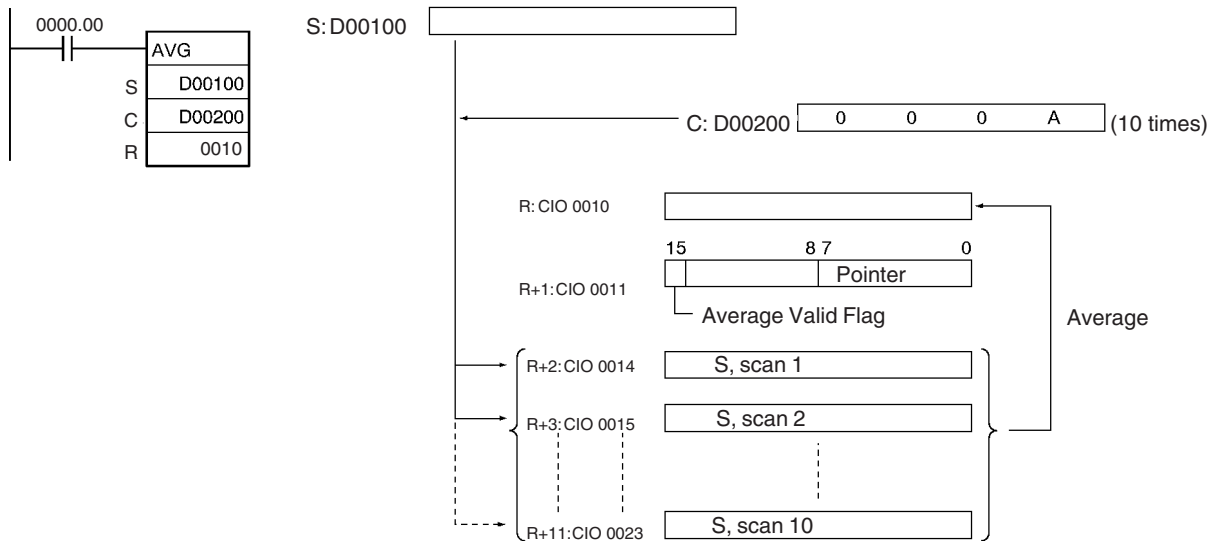 0000.00
AVG
S D00100
C D00200
R 0010
S: D00100
C: D00200 0 0 0 A (10 times)
R: CIO 0010
15 8 7 0
R+1: CIO 0011 Pointer
Average Valid Flag
Average
R+2: CIO 0014 S, scan 1
R+3: CIO 0015 S, scan 2
R+11: CIO 0023 S, scan 10